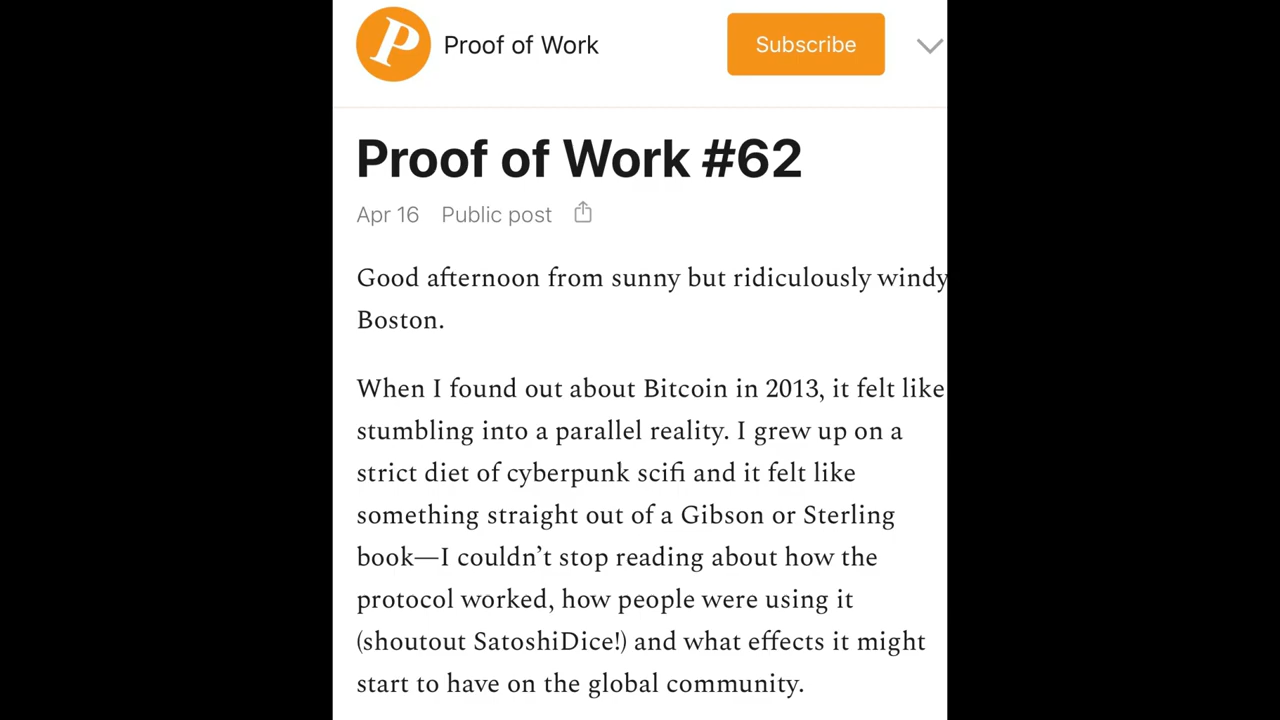 P Proof of Work Subscribe
Proof of Work #62
Apr 16 Public post
Good afternoon from sunny but ridiculously windy
Boston.
When I found out about Bitcoin in 2013, it felt like
stumbling into a parallel reality. I grew up on a
strict diet of cyberpunk scifi and it felt like
something straight out of a Gibson or Sterling
book—I couldn’t stop reading about how the
protocol worked, how people were using it
(shoutout SatoshiDice!) and what effects it might
start to have on the global community.